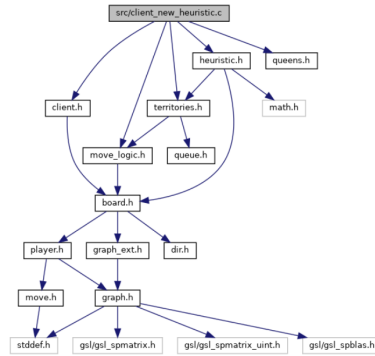 src/client_new_heuristic.c
heuristic.h
queens.h
client.h
territories.h
math.h
move_logic.h
queue.h
board.h
player.h
graph_ext.h
dir.h
move.h
graph.h
stddef.h
gsl/gsl_spmatrix.h
gsl/gsl_spmatrix_uint.h
gsl/gsl_spblas.h